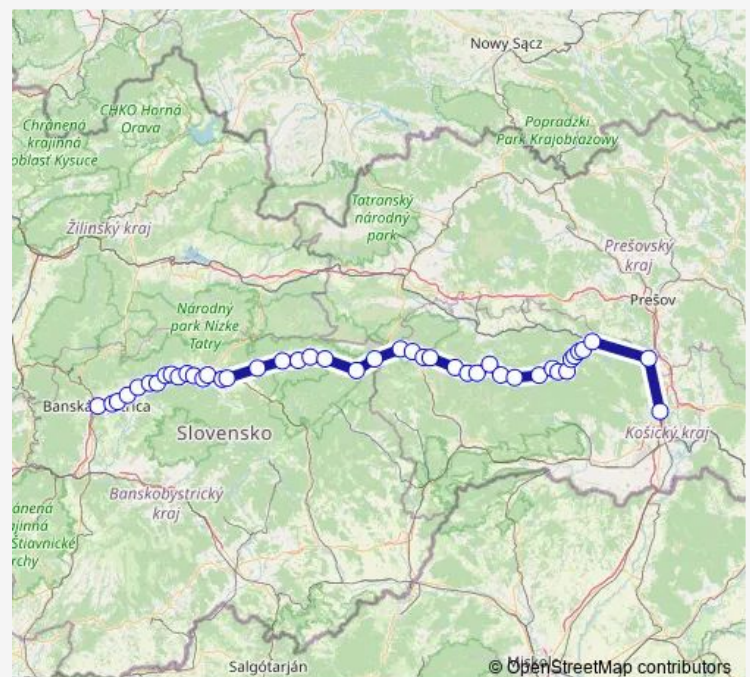 Nowy Sącz
CHKO Horná
Orava
Chránená
krajinná
oblasť Kysuce
Popradzki
Park Krajobrazowy
Tatranský
národný
park
Žilinský kraj
Prešovský
kraj
Prešov
Národný
park Nízke
Tatry
Slovensko
Košický kraj
Banskobystrický
kraj
Štiavnické
Salgótarján
© OpenStreetMap contributors